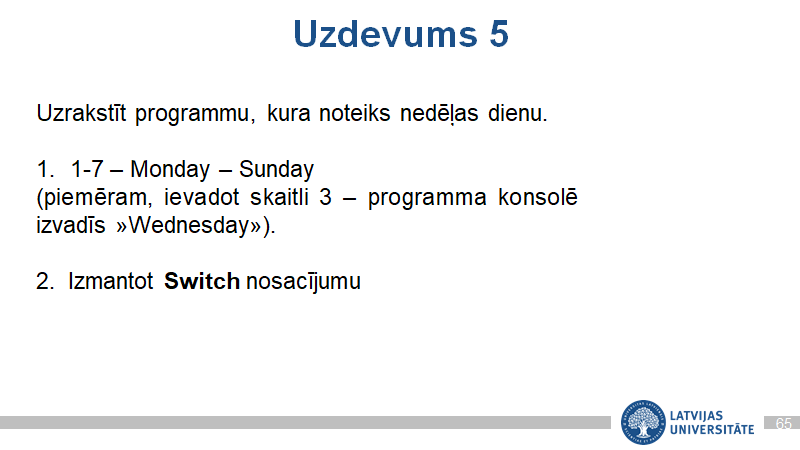 Uzdevums 5
Uzrakstīt programmu, kura noteiks nedēļas dienu.
1. 1-7 – Monday – Sunday
(piemēram, ievadot skaitli 3 – programma konsolē
izvadīs »Wednesday»).
2. Izmantot Switch nosacījumu
LATVIJAS
UNIVERSITĀTE
65